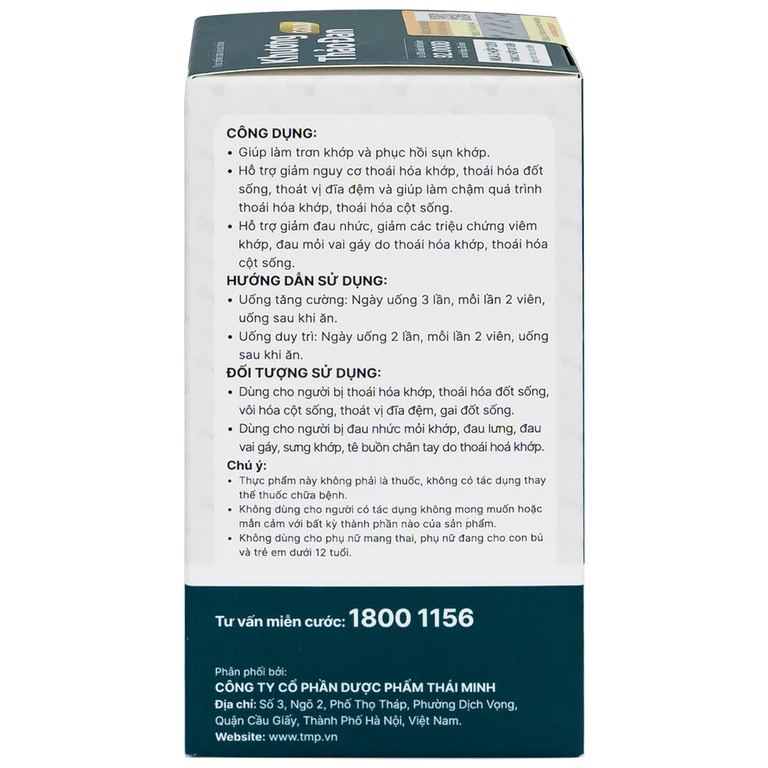 Khương
Thảo Đan
CÔNG DỤNG:
• Giúp làm trơn khớp và phục hồi sụn khớp.
• Hỗ trợ giảm nguy cơ thoái hóa khớp, thoái hóa đốt
sống, thoát vị đĩa đệm và giúp làm chậm quá trình
thoái hóa khớp, thoái hóa cột sống.
• Hỗ trợ giảm đau nhức, giảm các triệu chứng viêm
khớp, đau mỏi vai gáy do thoái hóa khớp, thoái hóa
cột sống.
HƯỚNG DẪN SỬ DỤNG:
• Uống tăng cường: Ngày uống 3 lần, mỗi lần 2 viên,
uống sau khi ăn.
• Uống duy trì: Ngày uống 2 lần, mỗi lần 2 viên, uống
sau khi ăn.
ĐỐI TƯỢNG SỬ DỤNG:
• Dùng cho người bị thoái hóa khớp, thoái hóa đốt sống,
vôi hóa cột sống, thoát vị đĩa đệm, gai đốt sống.
• Dùng cho người bị đau nhức mỏi khớp, đau lưng, đau
vai gáy, sưng khớp, tê buồn chân tay do thoái hoá khớp.
Chú ý:
• Thực phẩm này không phải là thuốc, không có tác dụng thay
thế thuốc chữa bệnh.
• Không dùng cho người có tác dụng không mong muốn hoặc
mẫn cảm với bất kỳ thành phần nào của sản phẩm.
• Không dùng cho phụ nữ mang thai, phụ nữ đang cho con bú
và trẻ em dưới 12 tuổi.
Tư vấn miễn cước: 1800 1156
Phân phối bởi:
CÔNG TY CỔ PHẦN DƯỢC PHẨM THÁI MINH
Địa chỉ: Số 3, Ngõ 2, Phố Thọ Tháp, Phường Dịch Vọng,
Quận Cầu Giấy, Thành Phố Hà Nội, Việt Nam.
Website: www.tmp.vn